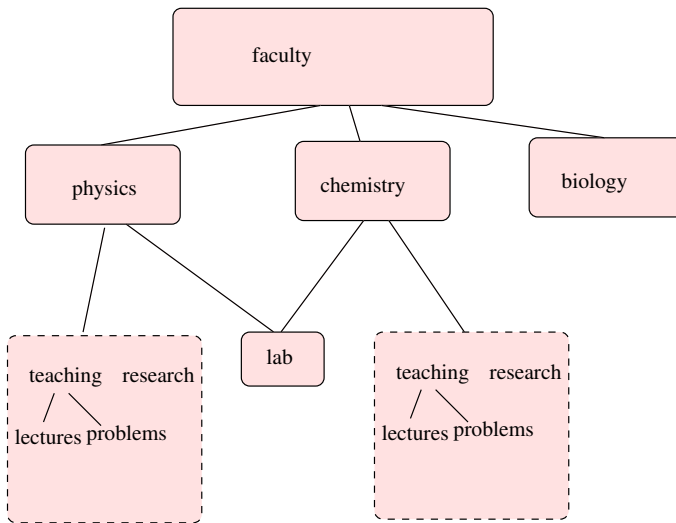 faculty
physics
chemistry
biology
lab
teaching research
lectures problems
teaching research
lectures problems